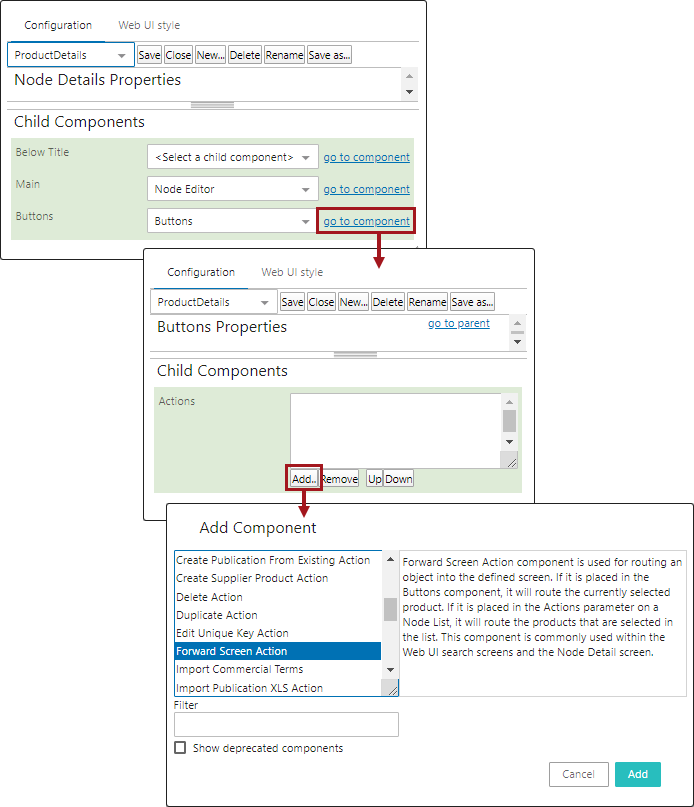 Configuration Web UI style
ProductDetails Save Close New... Delete Rename Save as...
Node Details Properties
Child Components
Below Title <Select a child component> go to component
Main Node Editor go to component
Buttons Buttons go to component
Configuration Web UI style
ProductDetails Save Close New... Delete Rename Save as...
Buttons Properties go to parent
Child Components
Actions
Add.. Remove Up Down
Add Component
Create Publication From Existing Action
Create Supplier Product Action
Delete Action
Duplicate Action
Edit Unique Key Action
Forward Screen Action
Import Commercial Terms
Import Publication XLS Action
Forward Screen Action component is used for routing an
object into the defined screen. If it is placed in the
Buttons component, it will route the currently selected
product. If it is placed in the Actions parameter on a
Node List, it will route the products that are selected in
the list. This component is commonly used within the
Web UI search screens and the Node Detail screen.
Filter
Show deprecated components
Cancel Add